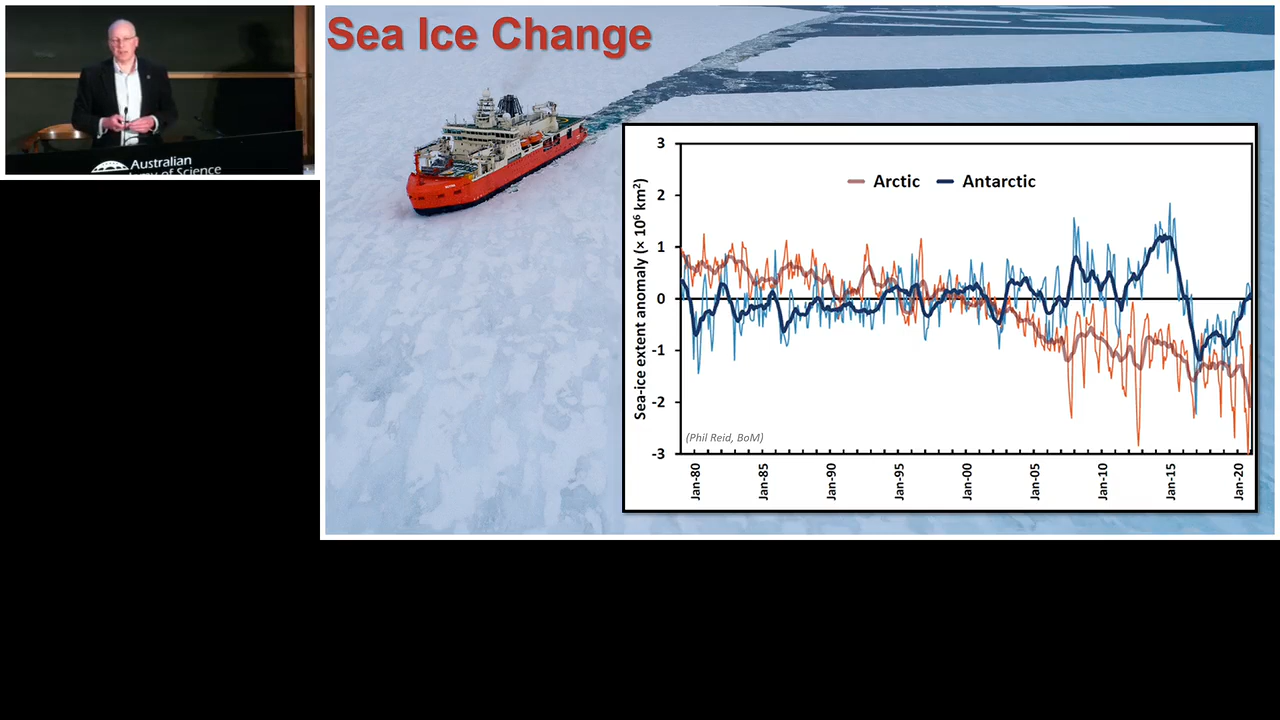 Sea Ice Change
Australian
my of Science
Arctic Antarctic
Sea-ice extent anomaly (× 10⁶ km²)
3
2
1
0
-1
-2
-3
(Phil Reid, BoM)
Jan-80 Jan-85 Jan-90 Jan-95 Jan-00 Jan-05 Jan-10 Jan-15 Jan-20